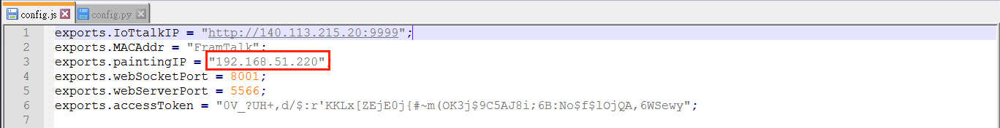 config.js config.py
1 exports.IoTtalkIP = "http://140.113.215.20:9999";
2 exports.MACAddr = "FramTalk";
3 exports.paintingIP = "192.168.51.220";
4 exports.webSocketPort = 8001;
5 exports.webServerPort = 5566;
6 exports.accessToken = "0V_?UH+,d/$:r'KKLx[ZEjE0j{#~m(OK3j$9C5AJ8i;6B:No$f$lOjQA,6WSewy";
7